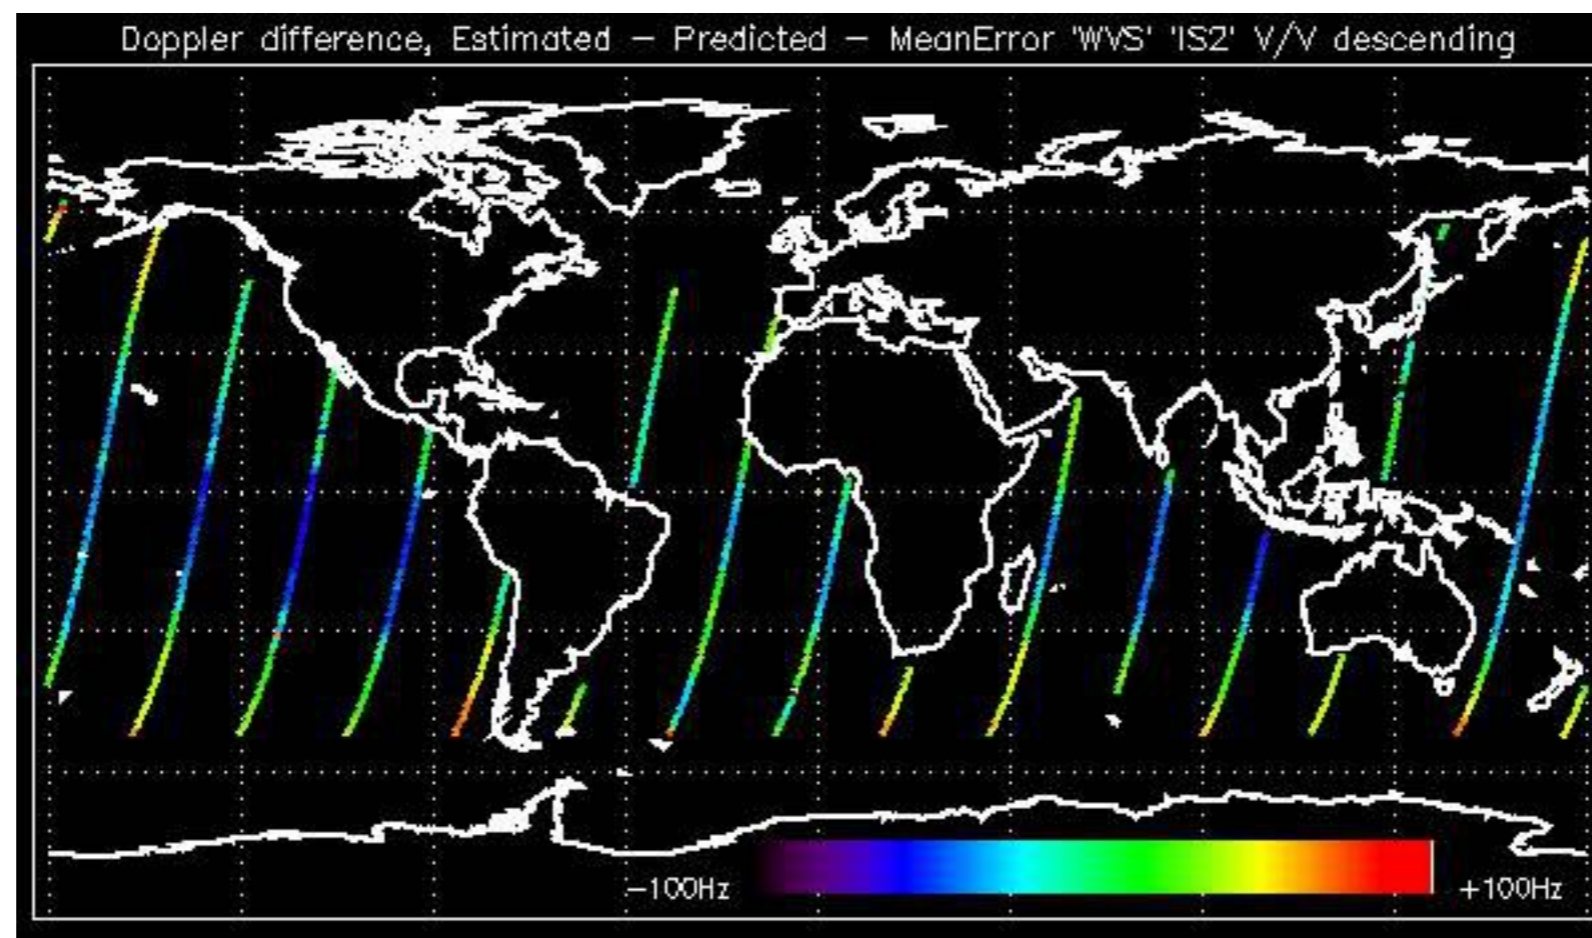 Doppler difference, Estimated - Predicted - MeanError 'WVS' 'IS2' V/V descending
-100Hz
+100Hz